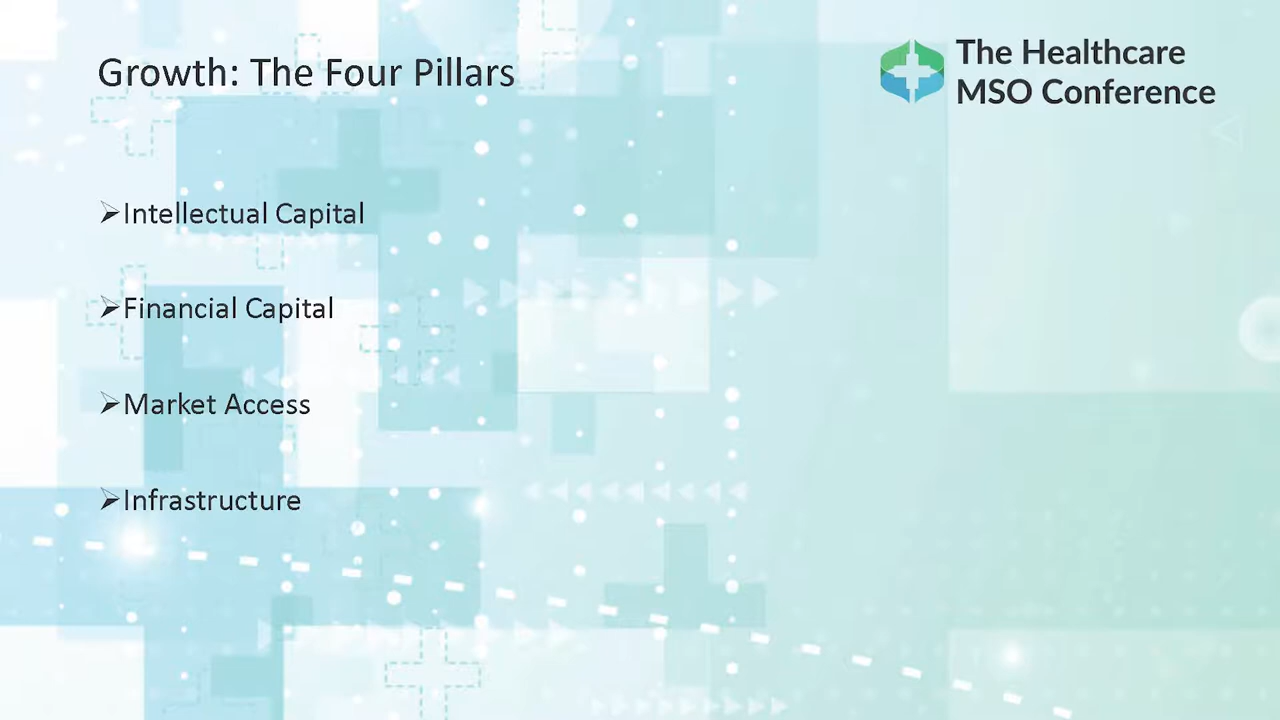 Growth: The Four Pillars
The Healthcare
MSO Conference
➢Intellectual Capital
➢Financial Capital
➢Market Access
➢Infrastructure